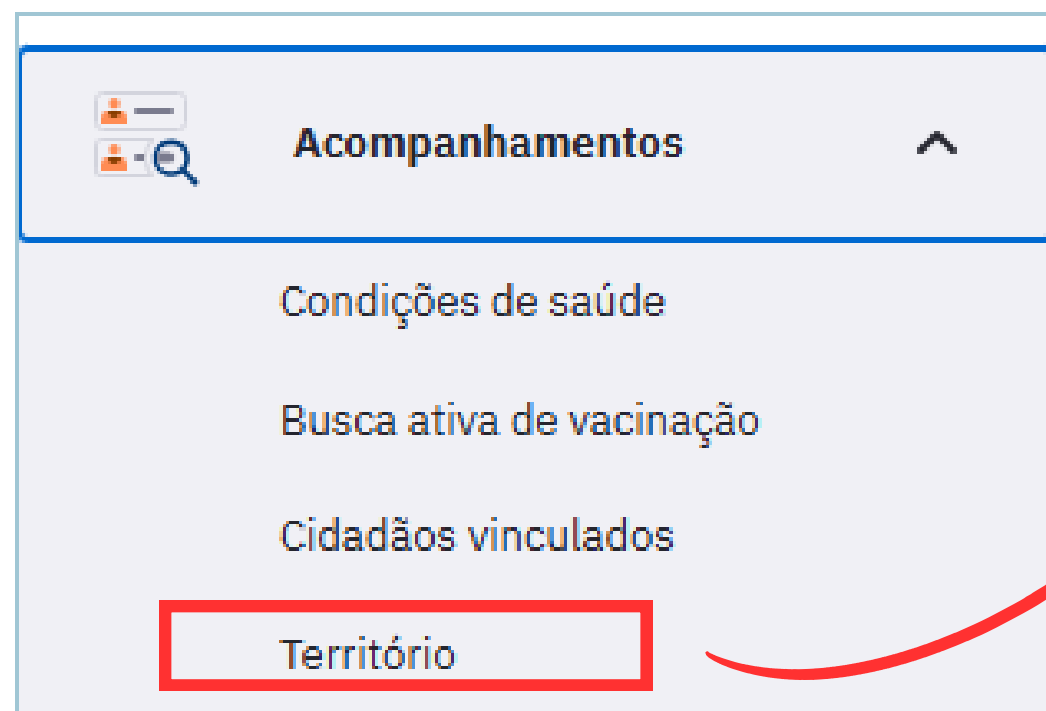 Acompanhamentos
Condições de saúde
Busca ativa de vacinação
Cidadãos vinculados
Território